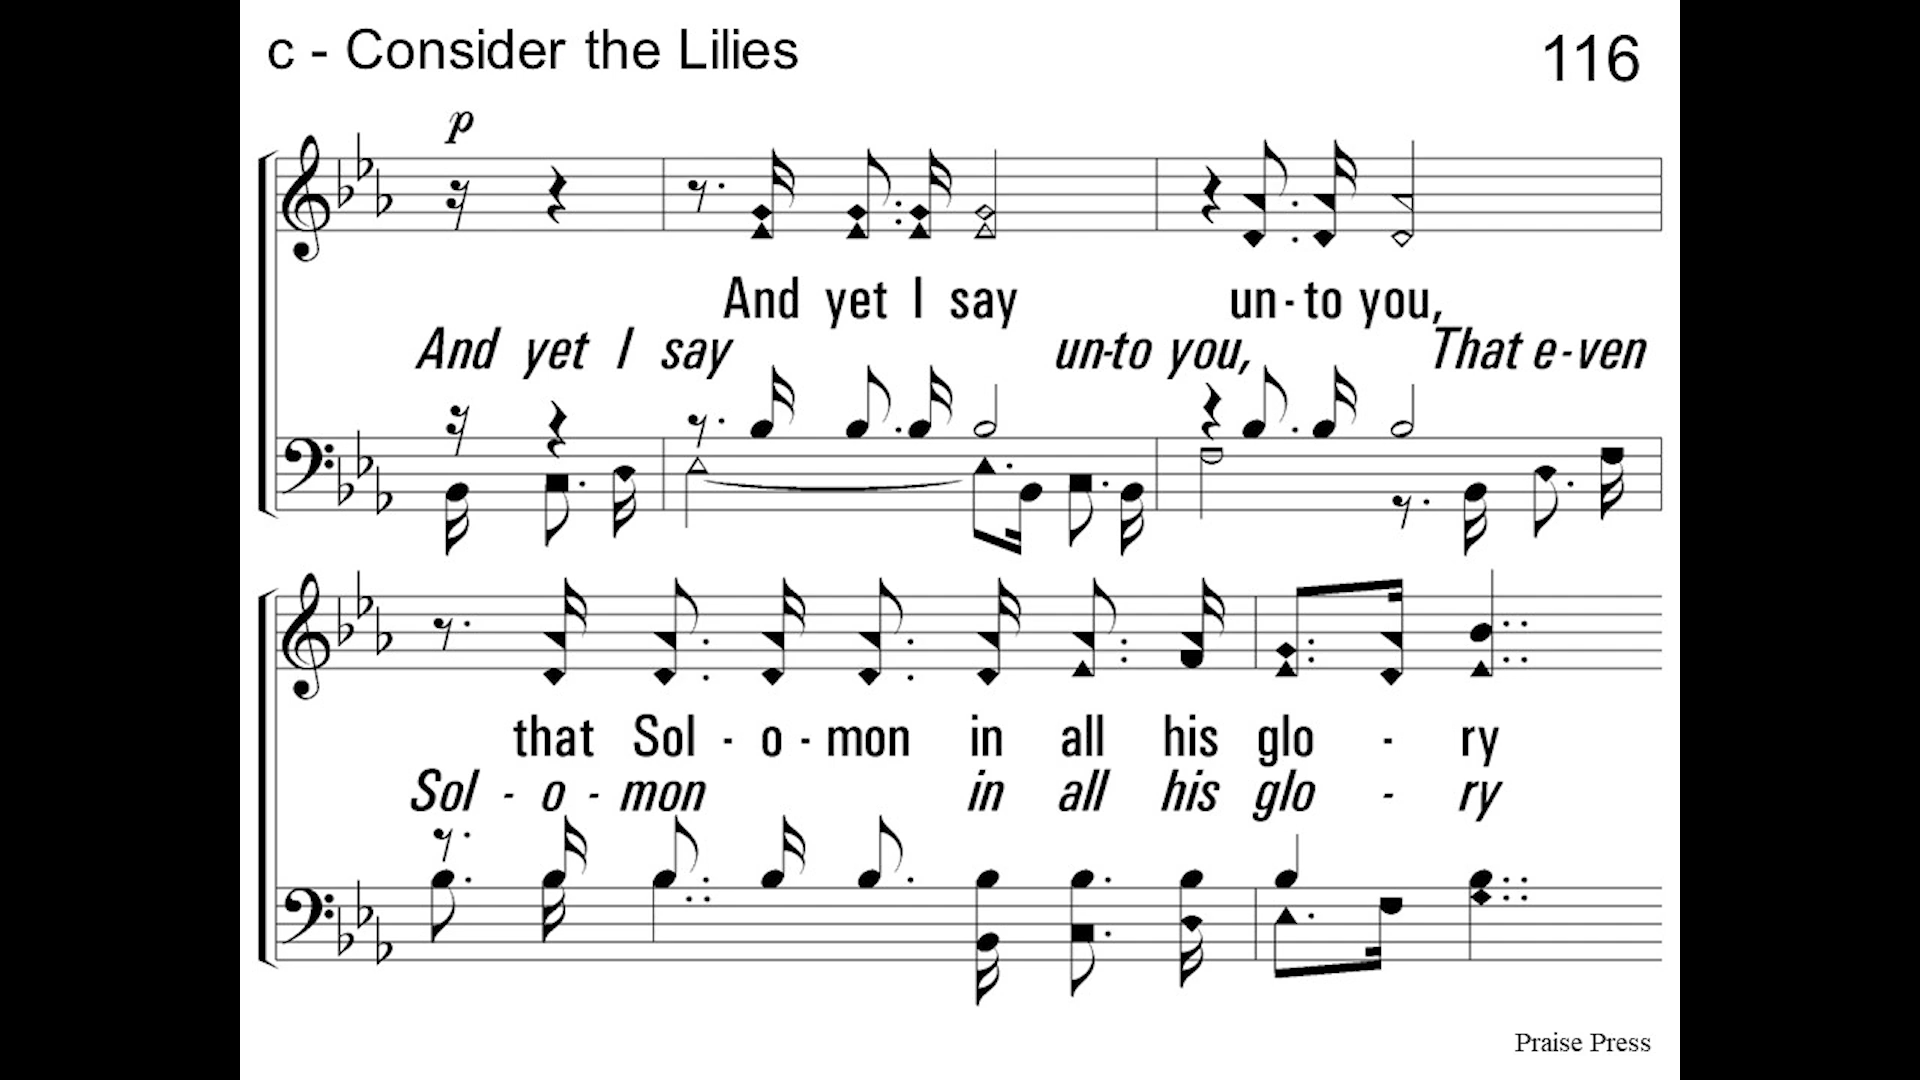 c - Consider the Lilies
116
p
And yet I say un-to you,
And yet I say un-to you, That e-ven
that Sol - o - mon in all his glo - ry
Sol - o - mon in all his glo - ry
Praise Press